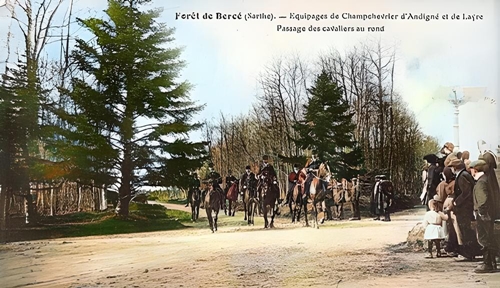 Forêt de Bercé (Sarthe). — Equipages de Champchevrier d'Andigné et de Layre
Passage des cavaliers au rond